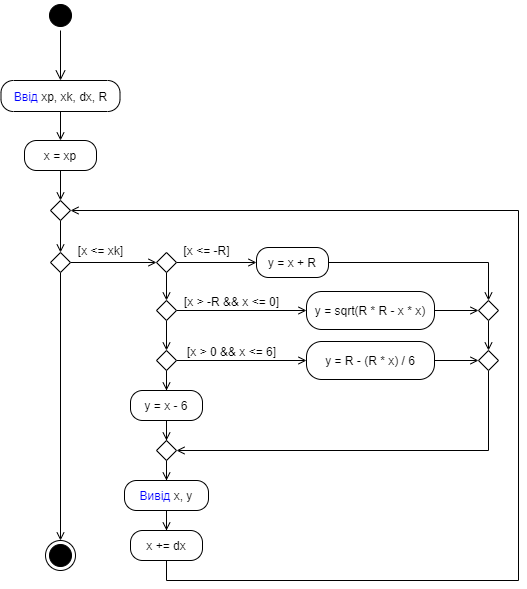 Ввід xp, xk, dx, R
x = xp
[x <= xk]
[x <= -R]
y = x + R
[x > -R && x <= 0]
y = sqrt(R * R - x * x)
[x > 0 && x <= 6]
y = R - (R * x) / 6
y = x - 6
Вивід x, y
x += dx